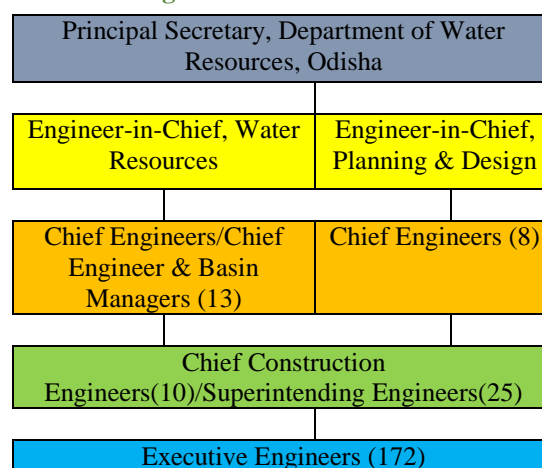 Principal Secretary, Department of Water
Resources, Odisha
Engineer-in-Chief, Water
Resources
Engineer-in-Chief,
Planning & Design
Chief Engineers/Chief
Engineer & Basin
Managers (13)
Chief Engineers (8)
Chief Construction
Engineers(10)/Superintending Engineers(25)
Executive Engineers (172)